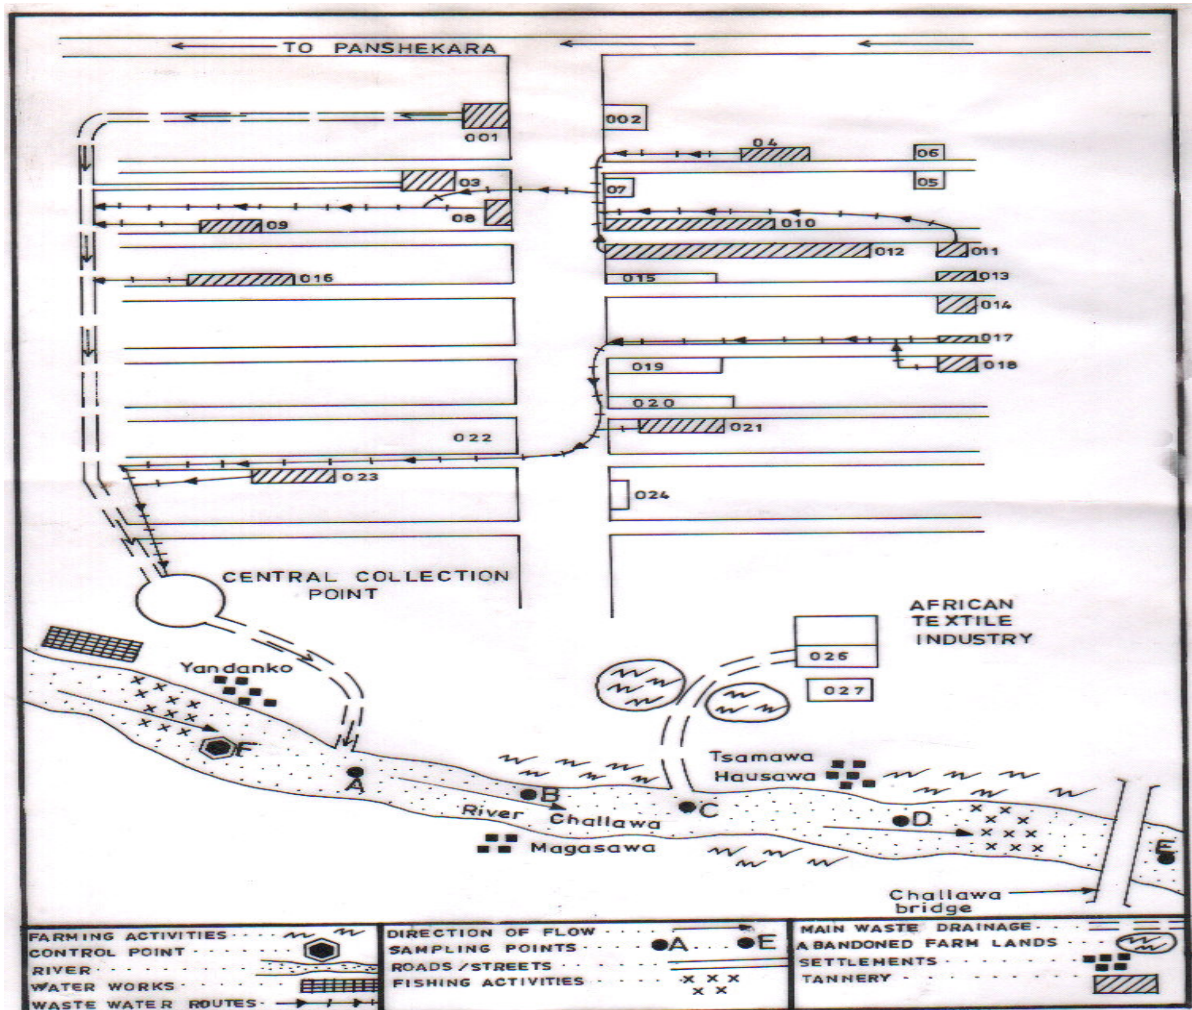 TO PANSHEKARA
001
002
04
06
03
07
05
08
09
010
012
011
016
015
013
014
017
019
018
020
022
021
023
024
CENTRAL COLLECTION
POINT
AFRICAN
TEXTILE
INDUSTRY
026
027
Yandanko
F
A
B
C
D
E
Tsamawa
Hausawa
River Challawa
Magasawa
Challawa
bridge
FARMING ACTIVITIES
CONTROL POINT
RIVER
WATER WORKS
WASTE WATER ROUTES
DIRECTION OF FLOW
SAMPLING POINTS A E
ROADS/STREETS
FISHING ACTIVITIES
MAIN WASTE DRAINAGE
ABANDONED FARM LANDS
SETTLEMENTS
TANNERY